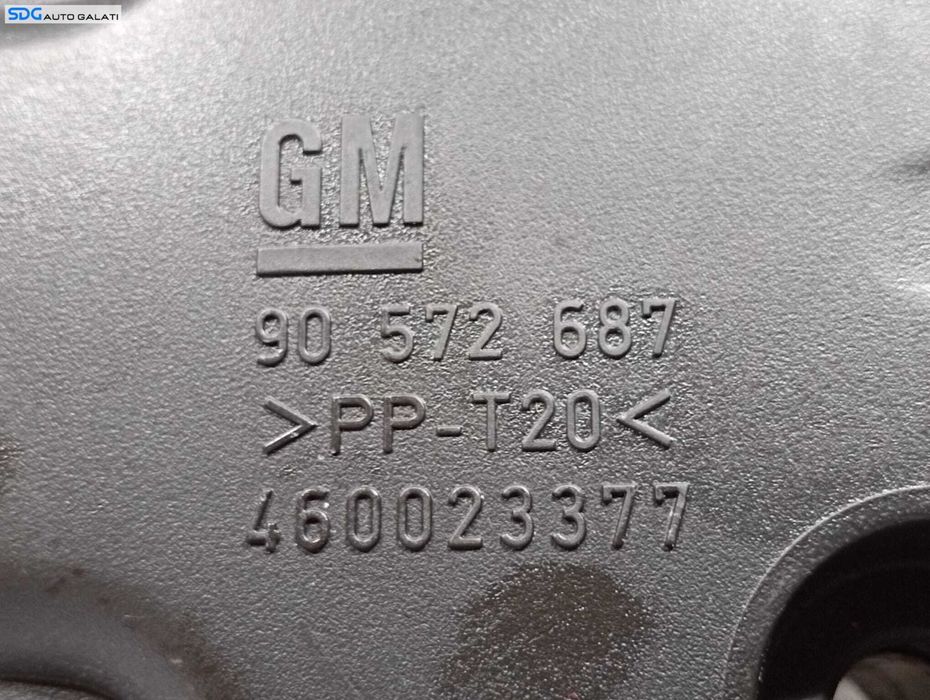 SDG AUTO GALATI
GM
90 572 687
>PP-T20<
460023377